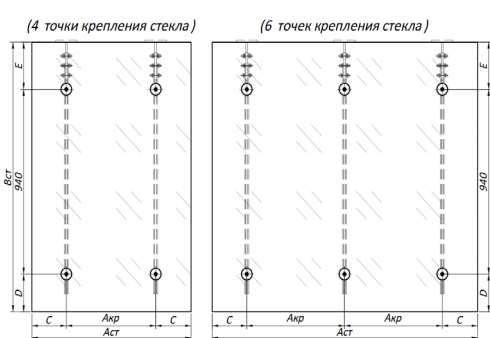 (4 точки крепления стекла)
(6 точек крепления стекла)
E
E
Вст
940
940
D
D
C
Акр
C
C
Акр
Акр
C
Аст
Аст